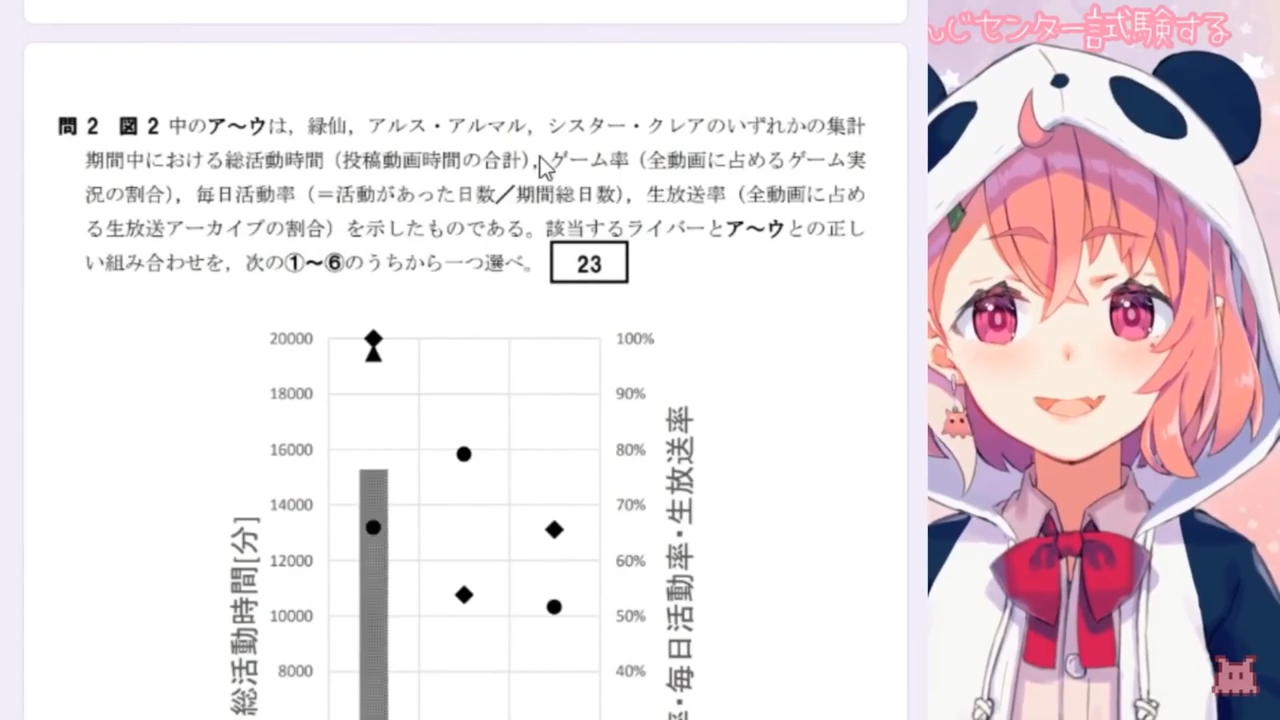 んじセンター試験する
問 2 図 2 中のア～ウは，緑仙，アルス・アルマル，シスター・クレアのいずれかの集計
期間中における総活動時間（投稿動画時間の合計），ゲーム率（全動画に占めるゲーム実
況の割合），毎日活動率（＝活動があった日数／期間総日数），生放送率（全動画に占め
る生放送アーカイブの割合）を示したものである。該当するライバーとア～ウとの正し
い組み合わせを，次の①～⑥のうちから一つ選べ。 23
20000
18000
16000
14000
12000
10000
8000
総活動時間[分]
100%
90%
80%
70%
60%
50%
40%
・毎日活動率・生放送率